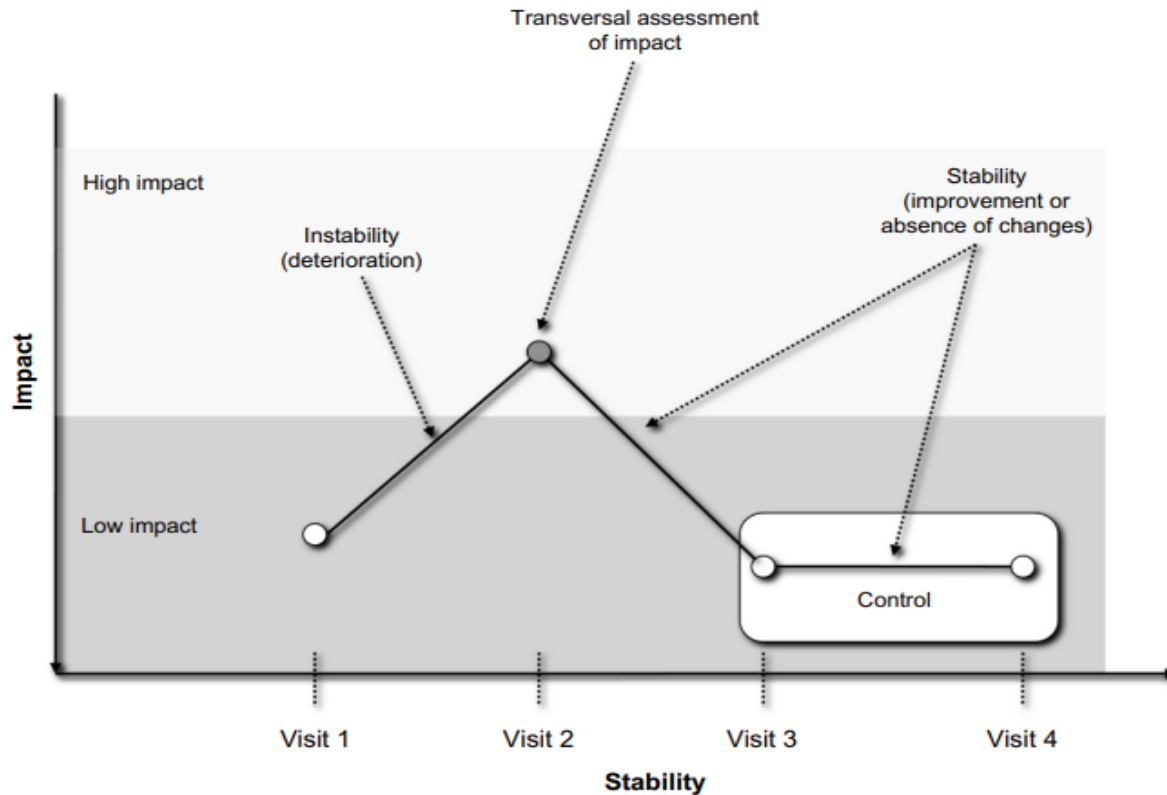 Transversal assessment
of impact
High impact
Stability
(improvement or
absence of changes)
Instability
(deterioration)
Impact
Low impact
Control
Visit 1
Visit 2
Visit 3
Visit 4
Stability